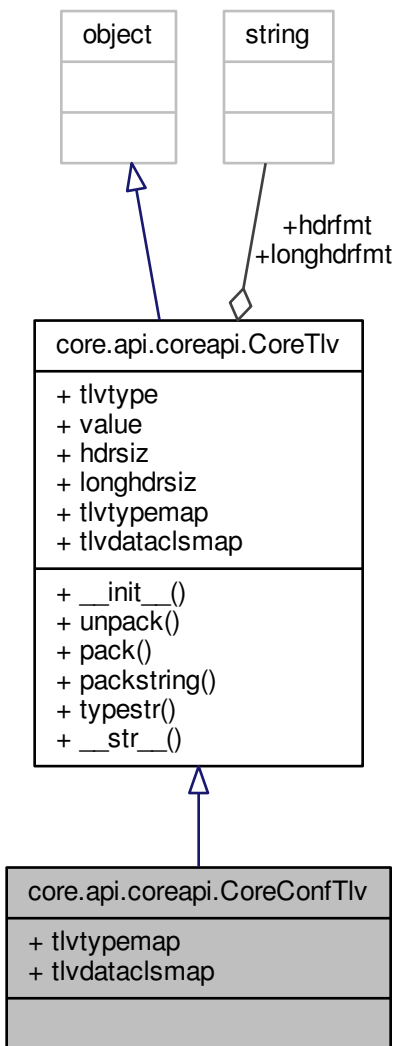 object
string
+hdrfmt
+longhdrfmt
core.api.coreapi.CoreTlv
+ tlvtype
+ value
+ hdrsiz
+ longhdrsiz
+ tlvtypemap
+ tlvdataclsmap
+ __init__()
+ unpack()
+ pack()
+ packstring()
+ typestr()
+ __str__()
core.api.coreapi.CoreConfTlv
+ tlvtypemap
+ tlvdataclsmap